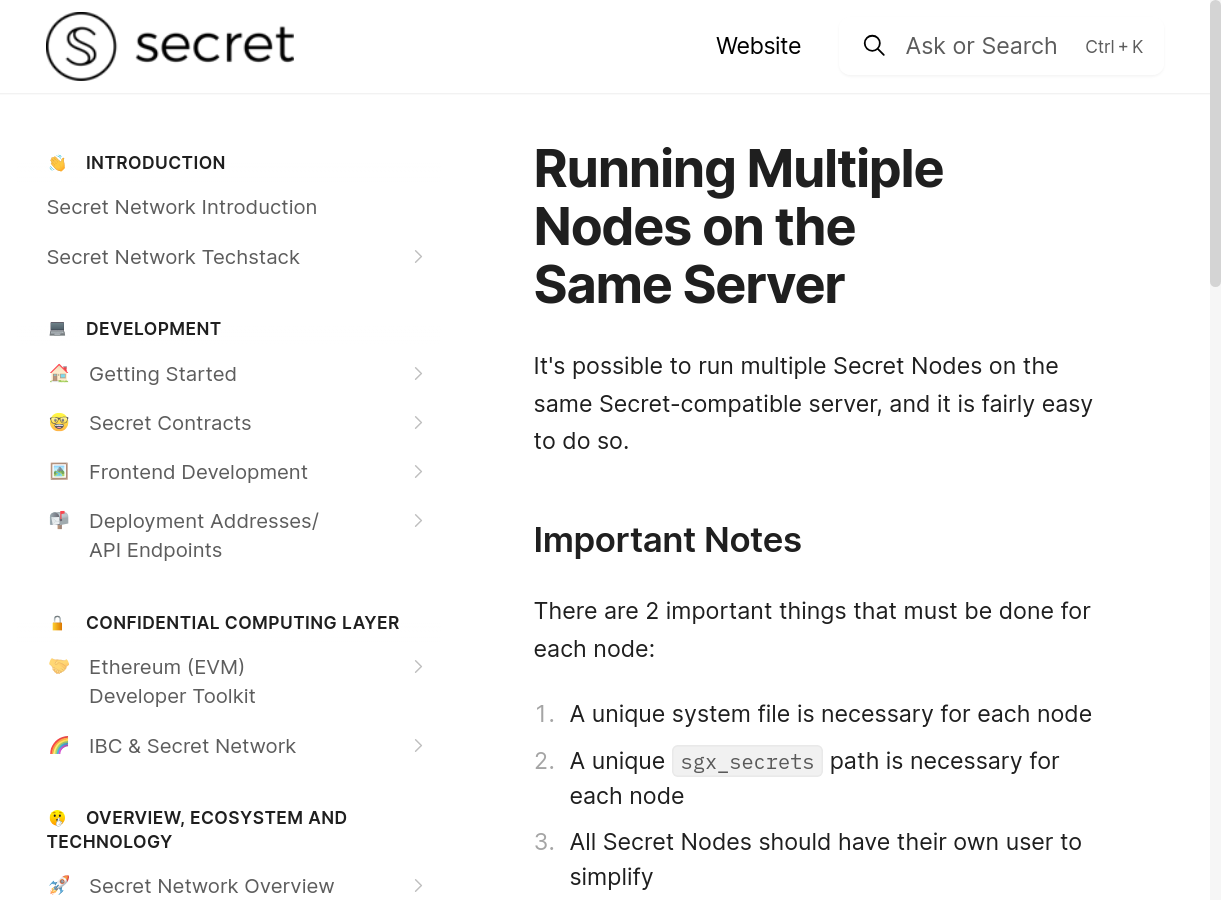 secret
Website
Ask or Search
Ctrl + K
INTRODUCTION
Secret Network Introduction
Secret Network Techstack
DEVELOPMENT
Getting Started
Secret Contracts
Frontend Development
Deployment Addresses/
API Endpoints
CONFIDENTIAL COMPUTING LAYER
Ethereum (EVM)
Developer Toolkit
IBC & Secret Network
OVERVIEW, ECOSYSTEM AND
TECHNOLOGY
Secret Network Overview
Running Multiple
Nodes on the
Same Server
It's possible to run multiple Secret Nodes on the
same Secret-compatible server, and it is fairly easy
to do so.
Important Notes
There are 2 important things that must be done for
each node:
1. A unique system file is necessary for each node
2. A unique sgx_secrets path is necessary for
each node
3. All Secret Nodes should have their own user to
simplify